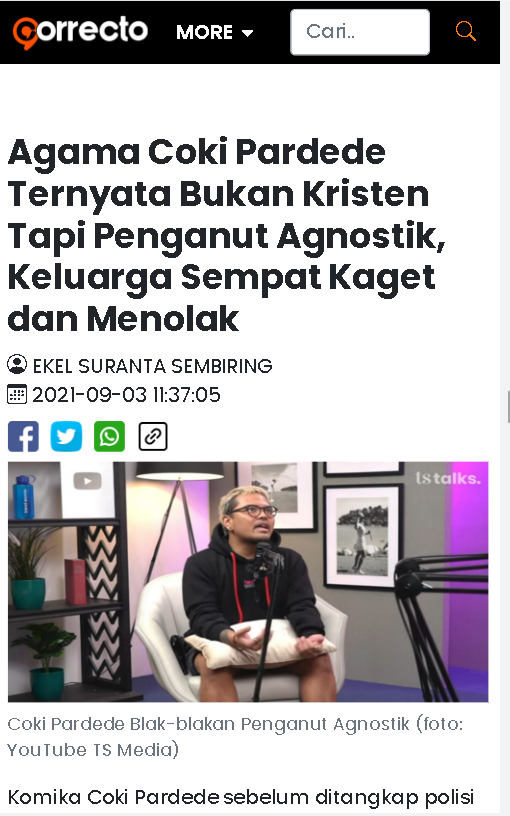 Correcto MORE Cari..
Agama Coki Pardede
Ternyata Bukan Kristen
Tapi Penganut Agnostik,
Keluarga Sempat Kaget
dan Menolak
EKEL SURANTA SEMBIRING
2021-09-03 11:37:05
ts talks.
Coki Pardede Blak-blakan Penganut Agnostik (foto:
YouTube TS Media)
Komika Coki Pardede sebelum ditangkap polisi